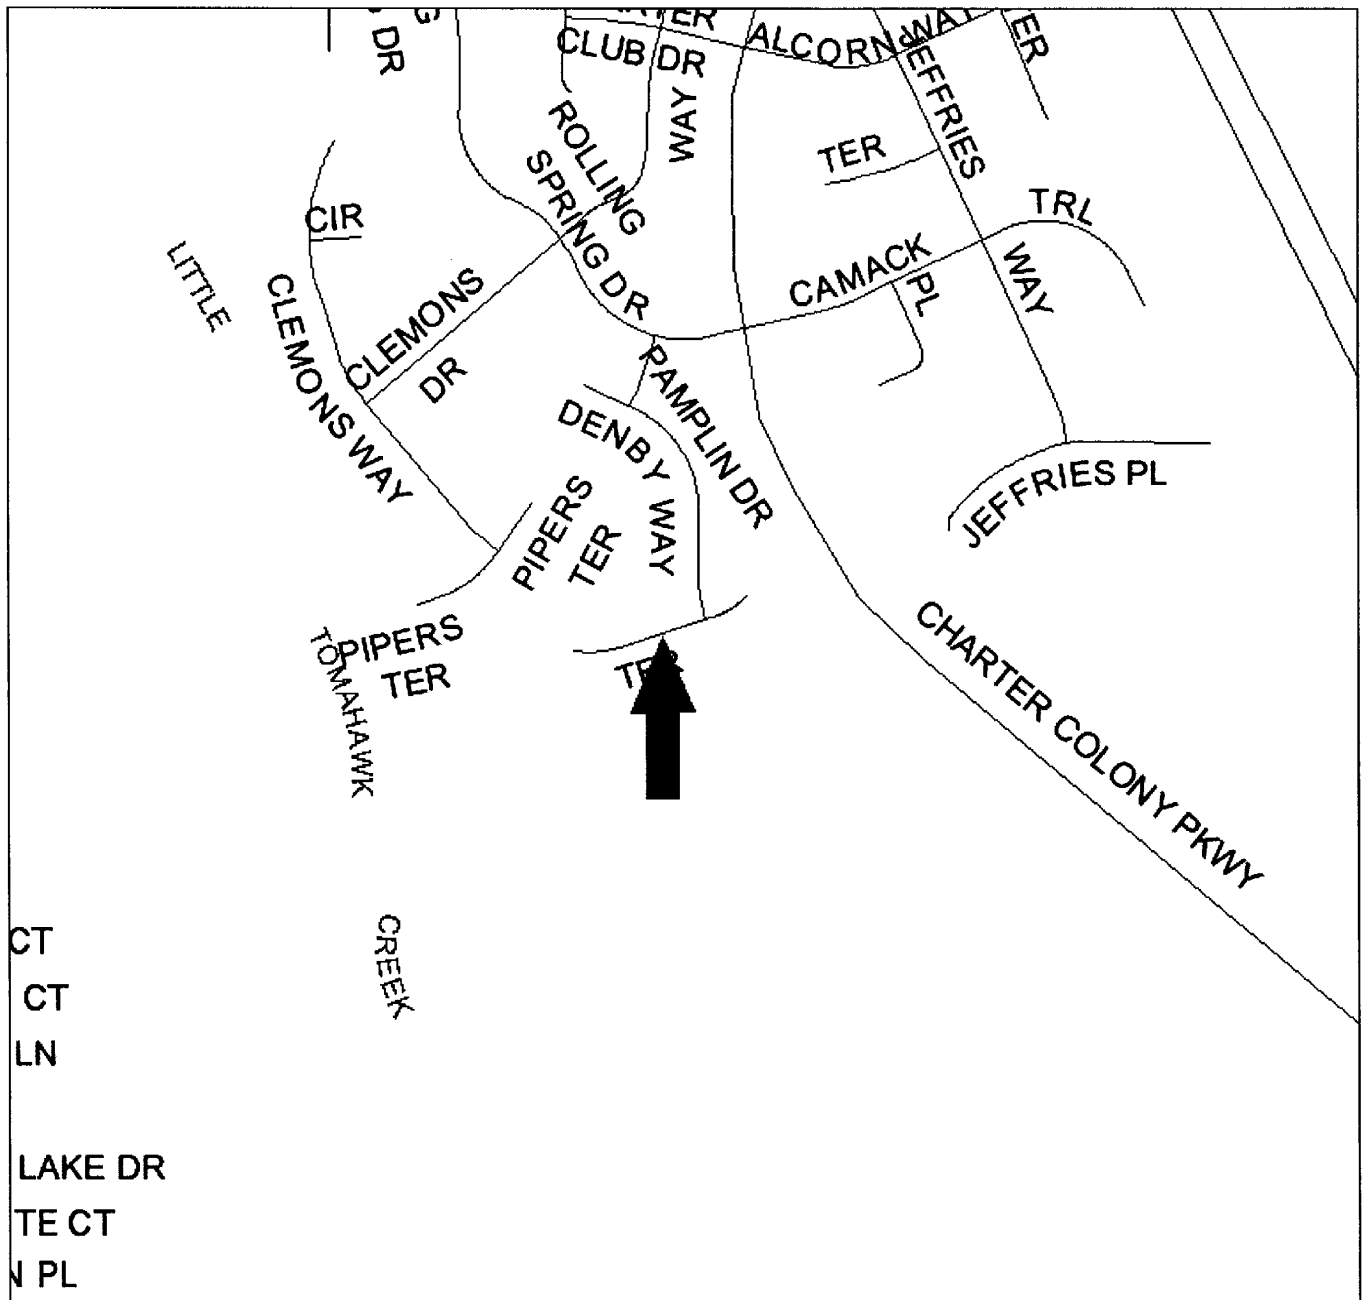 DR
CLUB DR
ALCORN WAY
JEFFRIES
WAY
ROLLING
SPRING DR
WAY
TER
TRL
CIR
LITTLE
CLEMONS
DR
CLEMONS WAY
CAMACK
PL
PAMPLIN DR
DENBY WAY
JEFFRIES PL
PIPERS
TER
PIPERS
TER
TOMAHAWK
CREEK
CHARTER COLONY PKWY
CT
CT
LN
LAKE DR
TE CT
PL